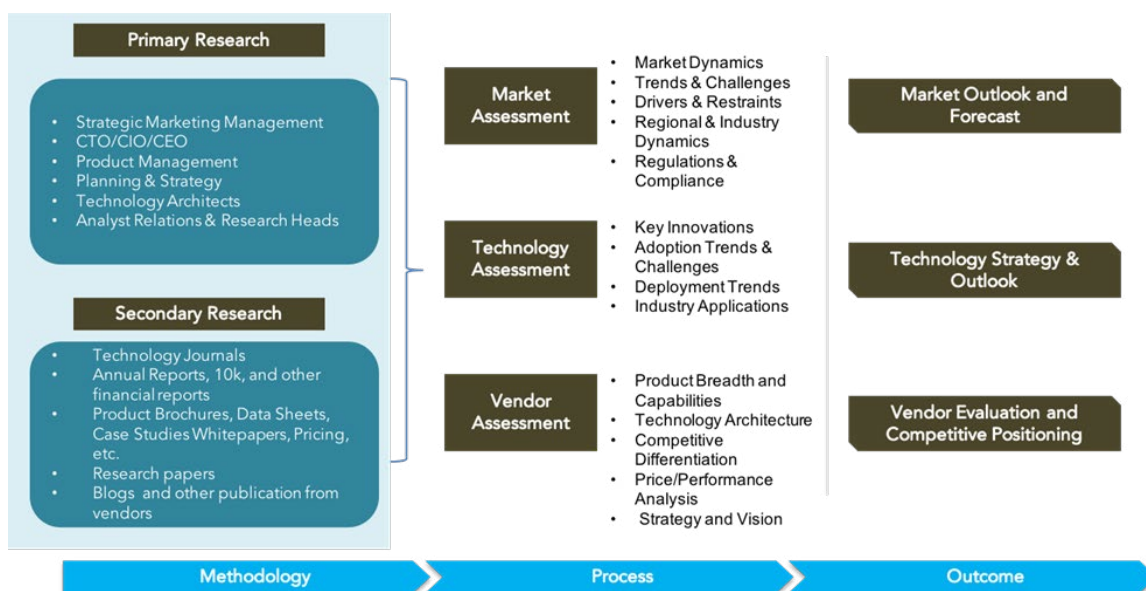 Primary Research
• Strategic Marketing Management
• CTO/CIO/CEO
• Product Management
• Planning & Strategy
• Technology Architects
• Analyst Relations & Research Heads
Secondary Research
• Technology Journals
• Annual Reports, 10k, and other
financial reports
• Product Brochures, Data Sheets,
Case Studies Whitepapers, Pricing,
etc.
• Research papers
• Blogs and other publication from
vendors
Market
Assessment
• Market Dynamics
• Trends & Challenges
• Drivers & Restraints
• Regional & Industry
Dynamics
• Regulations &
Compliance
Technology
Assessment
• Key Innovations
• Adoption Trends &
Challenges
• Deployment Trends
• Industry Applications
Vendor
Assessment
• Product Breadth and
Capabilities
• Technology Architecture
• Competitive
Differentiation
• Price/Performance
Analysis
• Strategy and Vision
Market Outlook and
Forecast
Technology Strategy &
Outlook
Vendor Evaluation and
Competitive Positioning
Methodology
Process
Outcome